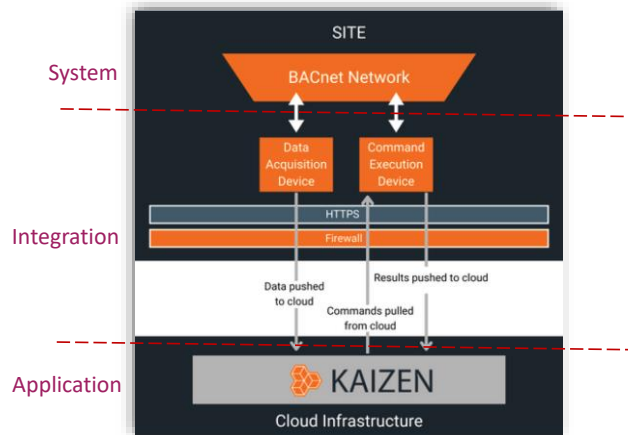 SITE
System
BACnet Network
Data
Acquisition
Device
Command
Execution
Device
HTTPS
Integration
Firewall
Data pushed
to cloud
Results pushed to cloud
Commands pulled
from cloud
Application
KAIZEN
Cloud Infrastructure